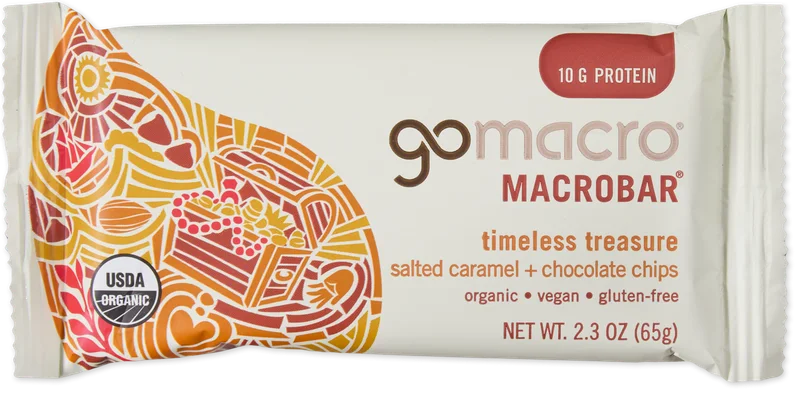 10 G PROTEIN
gomacro®
MACROBAR®
timeless treasure
salted caramel + chocolate chips
organic • vegan • gluten-free
NET WT. 2.3 OZ (65g)
USDA
ORGANIC